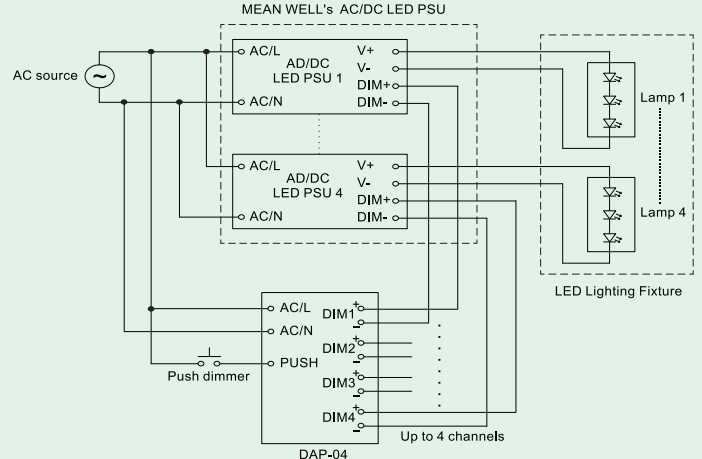 MEAN WELL's AC/DC LED PSU
AC source
~
AC/L
AC/N
AD/DC
LED PSU 1
V+
V-
DIM+
DIM-
AC/L
AC/N
AD/DC
LED PSU 4
V+
V-
DIM+
DIM-
Lamp 1
Lamp 4
LED Lighting Fixture
AC/L
AC/N
PUSH
Push dimmer
DIM1
+
-
DIM2
+
-
DIM3
+
-
DIM4
+
-
Up to 4 channels
DAP-04